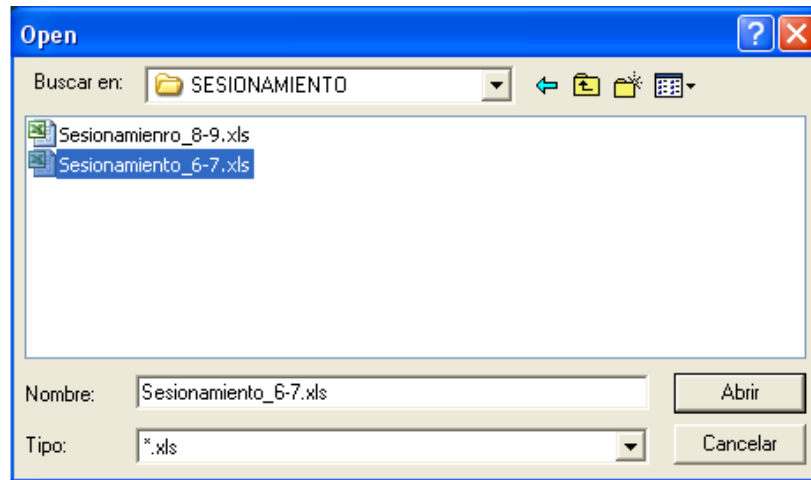 Open
Buscar en: SESIONAMIENTO
Sesionamienro_8-9.xls
Sesionamiento_6-7.xls
Nombre: Sesionamiento_6-7.xls Abrir
Tipo: *.xls Cancelar